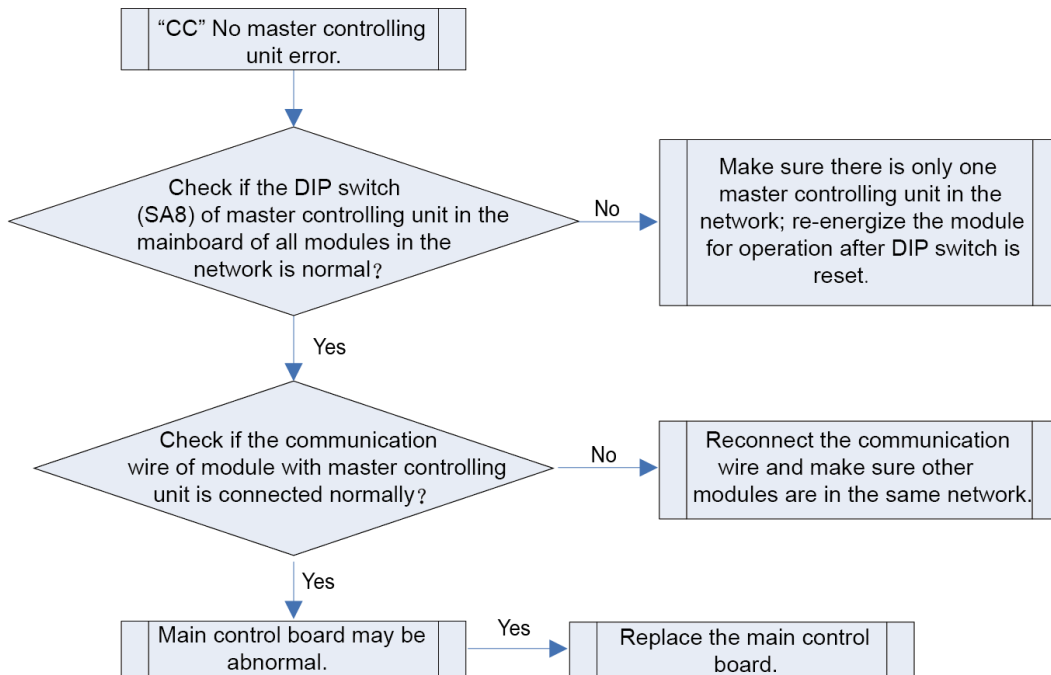 “CC” No master controlling
unit error.
Check if the DIP switch
(SA8) of master controlling unit in the
mainboard of all modules in the
network is normal？
No
Make sure there is only one
master controlling unit in the
network; re-energize the module
for operation after DIP switch is
reset.
Yes
Check if the communication
wire of module with master controlling
unit is connected normally？
No
Reconnect the communication
wire and make sure other
modules are in the same network.
Yes
Main control board may be
abnormal.
Yes
Replace the main control
board.